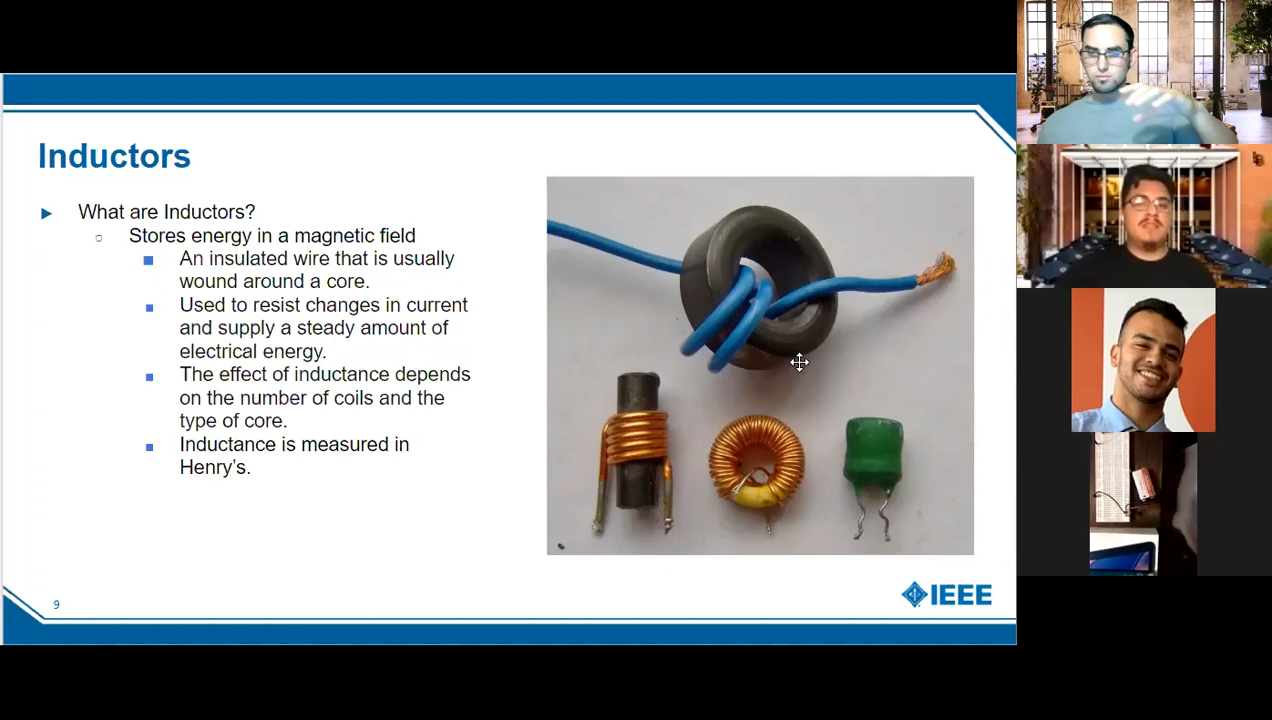 Inductors
What are Inductors?
Stores energy in a magnetic field
An insulated wire that is usually
wound around a core.
Used to resist changes in current
and supply a steady amount of
electrical energy.
The effect of inductance depends
on the number of coils and the
type of core.
Inductance is measured in
Henry's.
9
IEEE